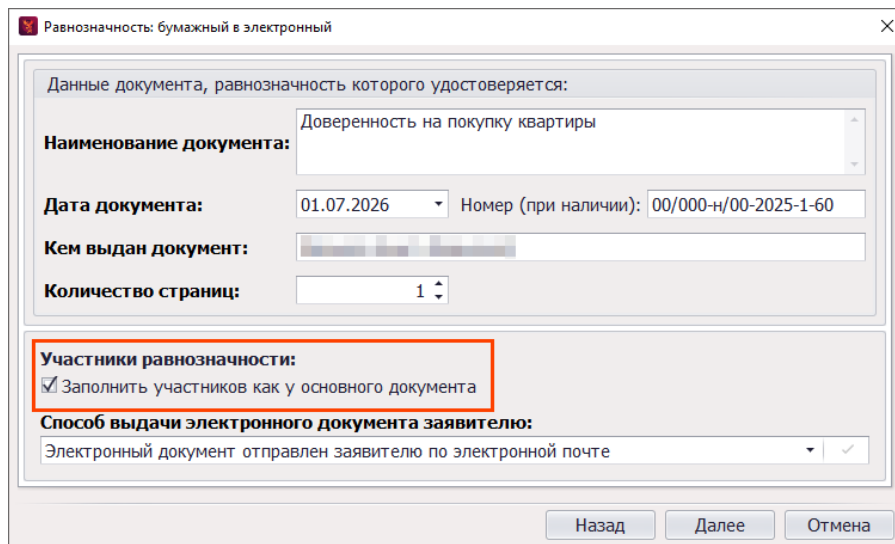 Равнозначность: бумажный в электронный
Данные документа, равнозначность которого удостоверяется:
Наименование документа: Доверенность на покупку квартиры
Дата документа: 01.07.2026 Номер (при наличии): 00/000-н/00-2025-1-60
Кем выдан документ:
Количество страниц: 1
Участники равнозначности:
Заполнить участников как у основного документа
Способ выдачи электронного документа заявителю:
Электронный документ отправлен заявителю по электронной почте
Назад Далее Отмена